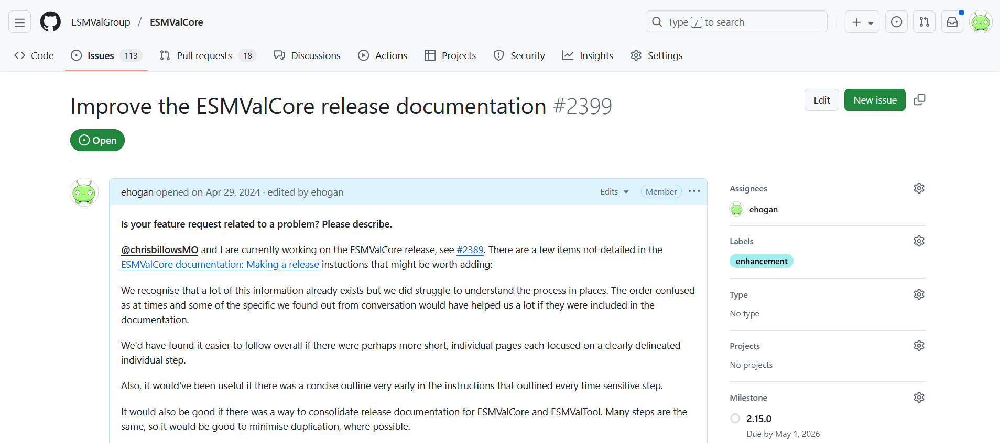 ESMValGroup / ESMValCore
Type / to search
Code
Issues 113
Pull requests 18
Discussions
Actions
Projects
Security
Insights
Settings
Improve the ESMValCore release documentation #2399
Edit
New issue
Open
ehogan opened on Apr 29, 2024 · edited by ehogan
Edits
Member
Is your feature request related to a problem? Please describe.
@chrisbillowsMO and I are currently working on the ESMValCore release, see #2389. There are a few items not detailed in the
ESMValCore documentation: Making a release instuctions that might be worth adding:
We recognise that a lot of this information already exists but we did struggle to understand the process in places. The order confused
as at times and some of the specific we found out from conversation would have helped us a lot if they were included in the
documentation.
We'd have found it easier to follow overall if there were perhaps more short, individual pages each focused on a clearly delineated
individual step.
Also, it would've been useful if there was a concise outline very early in the instructions that outlined every time sensitive step.
It would also be good if there was a way to consolidate release documentation for ESMValCore and ESMValTool. Many steps are the
same, so it would be good to minimise duplication, where possible.
Assignees
ehogan
Labels
enhancement
Type
No type
Projects
No projects
Milestone
2.15.0
Due by May 1, 2026